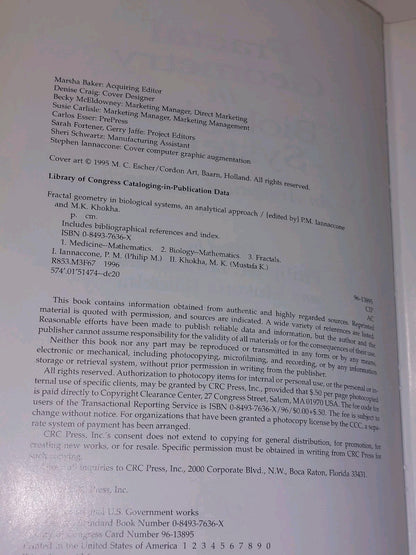 Marsha Baker: Acquiring Editor
Denise Craig: Cover Designer
Becky McEldowney: Marketing Manager, Direct Marketing
Susie Carlisle: Marketing Manager, Marketing Management
Carlos Esser: PrePress
Sarah Fortener, Gerry Jaffe: Project Editors
Sheri Schwartz: Manufacturing Assistant
Stephen Iannaccone: Cover computer graphic augmentation
Cover art © 1995 M. C. Escher/Cordon Art, Baarn, Holland. All rights reserved.
Library of Congress Cataloging-in-Publication Data
Fractal geometry in biological systems, an analytical approach / [edited by] P.M. Iannaccone
and M.K. Khokha.
p. cm.
Includes bibliographical references and index.
ISBN 0-8493-7636-X
1. Medicine—Mathematics. 2. Biology—Mathematics. 3. Fractals.
I. Iannaccone, P. M. (Philip M.) II. Khokha, M. K. (Mustafa K.)
R853.M3F67 1996
574'.01'51474—dc20
96-13895
CIP
AC
This book contains information obtained from authentic and highly regarded sources. Reprinted
material is quoted with permission, and sources are indicated. A wide variety of references are listed.
Reasonable efforts have been made to publish reliable data and information, but the author and the
publisher cannot assume responsibility for the validity of all materials or for the consequences of their use.
Neither this book nor any part may be reproduced or transmitted in any form or by any means,
electronic or mechanical, including photocopying, microfilming, and recording, or by any information
storage or retrieval system, without prior permission in writing from the publisher.
All rights reserved. Authorization to photocopy items for internal or personal use, or the personal or in-
ternal use of specific clients, may be granted by CRC Press, Inc., provided that $.50 per page photocopied
is paid directly to Copyright Clearance Center, 27 Congress Street, Salem, MA 01970 USA. The fee code for
users of the Transactional Reporting Service is ISBN 0-8493-7636-X/96/$0.00+$.50. The fee is subject to
change without notice. For organizations that have been granted a photocopy license by the CCC, a sepa-
rate system of payment has been arranged.
CRC Press, Inc.'s consent does not extend to copying for general distribution, for promotion, for
creating new works, or for resale. Specific permission must be obtained in writing from CRC Press for
such copying.
all inquiries to CRC Press, Inc., 2000 Corporate Blvd., N.W., Boca Raton, Florida 33431.
Press, Inc.
U.S. Government works
Standard Book Number 0-8493-7636-X
Library of Congress Card Number 96-13895
Printed in the United States of America 1 2 3 4 5 6 7 8 9 0